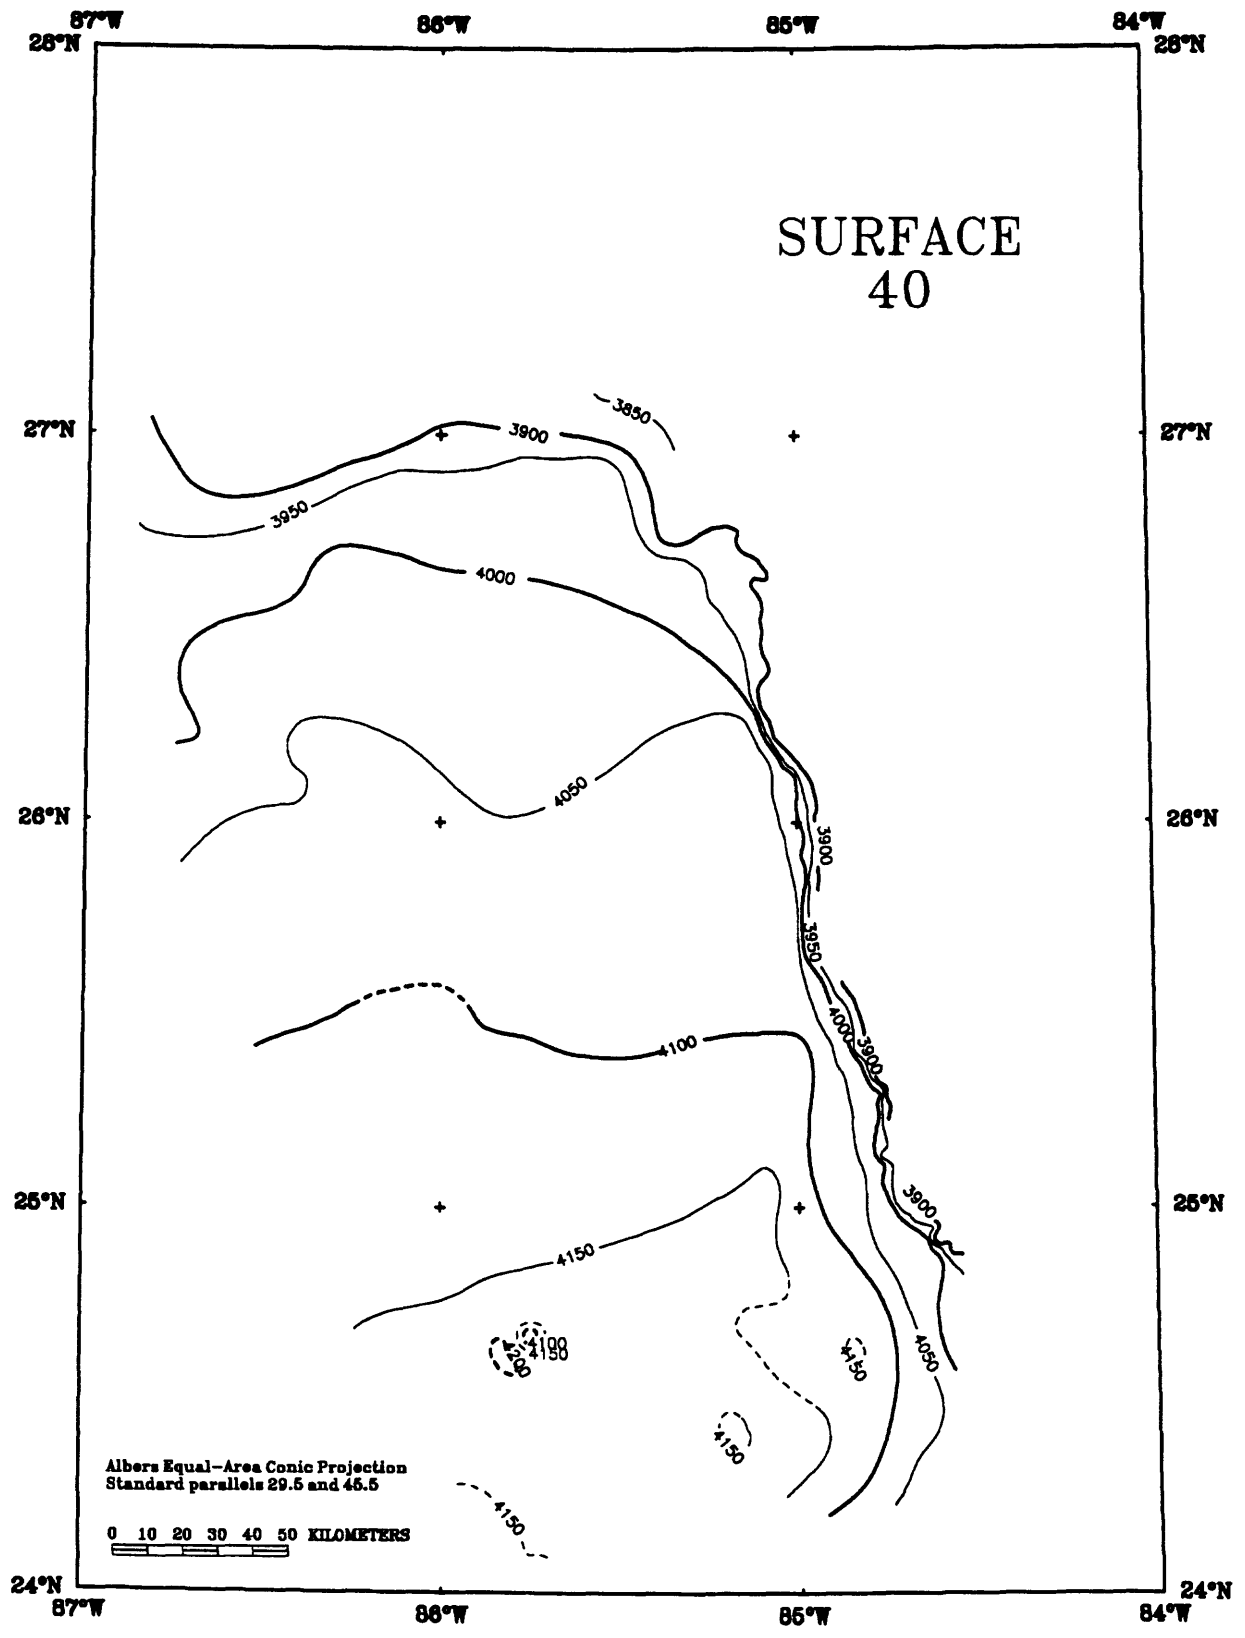 87°W 86°W 85°W 84°W
28°N 28°N
SURFACE
40
3850
27°N 27°N
3900
3950
4000
4050
26°N 26°N
3900
3950
4000
4100
3900
25°N 25°N
3900
4150
4100
4150
4200
4150
4050
4150
Albers Equal-Area Conic Projection
Standard parallels 29.5 and 45.5
4150
0 10 20 30 40 50 KILOMETERS
24°N 24°N
87°W 86°W 85°W 84°W